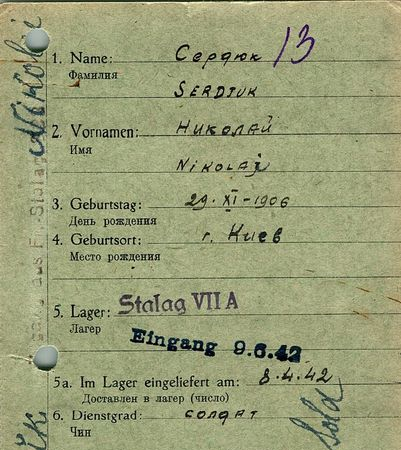 1. Name: Сердюк 13
Фамилия
SERDJUK
2. Vornamen: Николай
Имя
Nikolaj
3. Geburtstag: 29-XI-1906
День рождения
4. Geburtsort: г. Киев
Место рождения
5. Lager: Stalag VII A
Лагер
Eingang 9.6.42
5a. Im Lager eingeliefert am: 8.4.42
Доставлен в лагер (число)
6. Dienstgrad: солдат
Чин
Sold